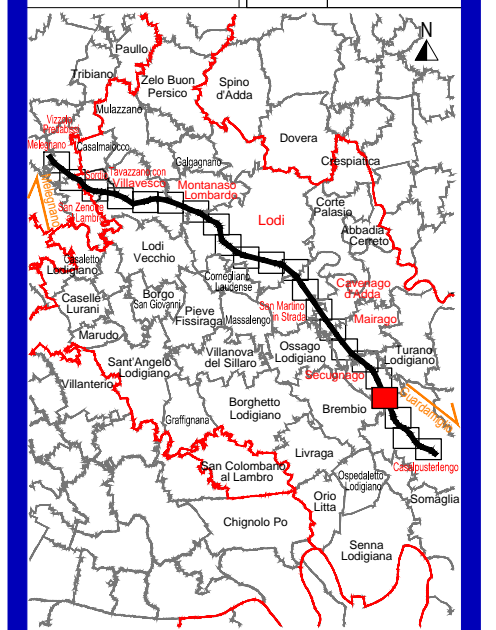 N
Paullo
Tribiano
Zelo Buon
Persico
Spino
d'Adda
Mulazzano
Vizzolo
Predabissi
Dovera
Melegnano
Casalmaiocco
Galgagnano
Crespiatica
Tavazzano con
Villavesco
Montanaso
Lombardo
Melegnano
San Zenone
al Lambro
Lodi
Corte
Palasio
Abbadia
Cerreto
Lodi
Vecchio
Casaletto
Lodigiano
Cornegliano
Laudense
Cavenago
d'Adda
Caselle
Lurani
Borgo
San Giovanni
Pieve
Fissiraga
Massalengo
San Martino
in Strada
Mairago
Marudo
Ossago
Lodigiano
Turano
Lodigiano
Sant'Angelo
Lodigiano
Villanova
del Sillaro
Secugnago
Villanterio
Borghetto
Lodigiano
Brembio
Graffignana
Livraga
San Colombano
al Lambro
Casalpusterlengo
Ospedaletto
Lodigiano
Orio
Litta
Somaglia
Chignolo Po
Senna
Lodigiana